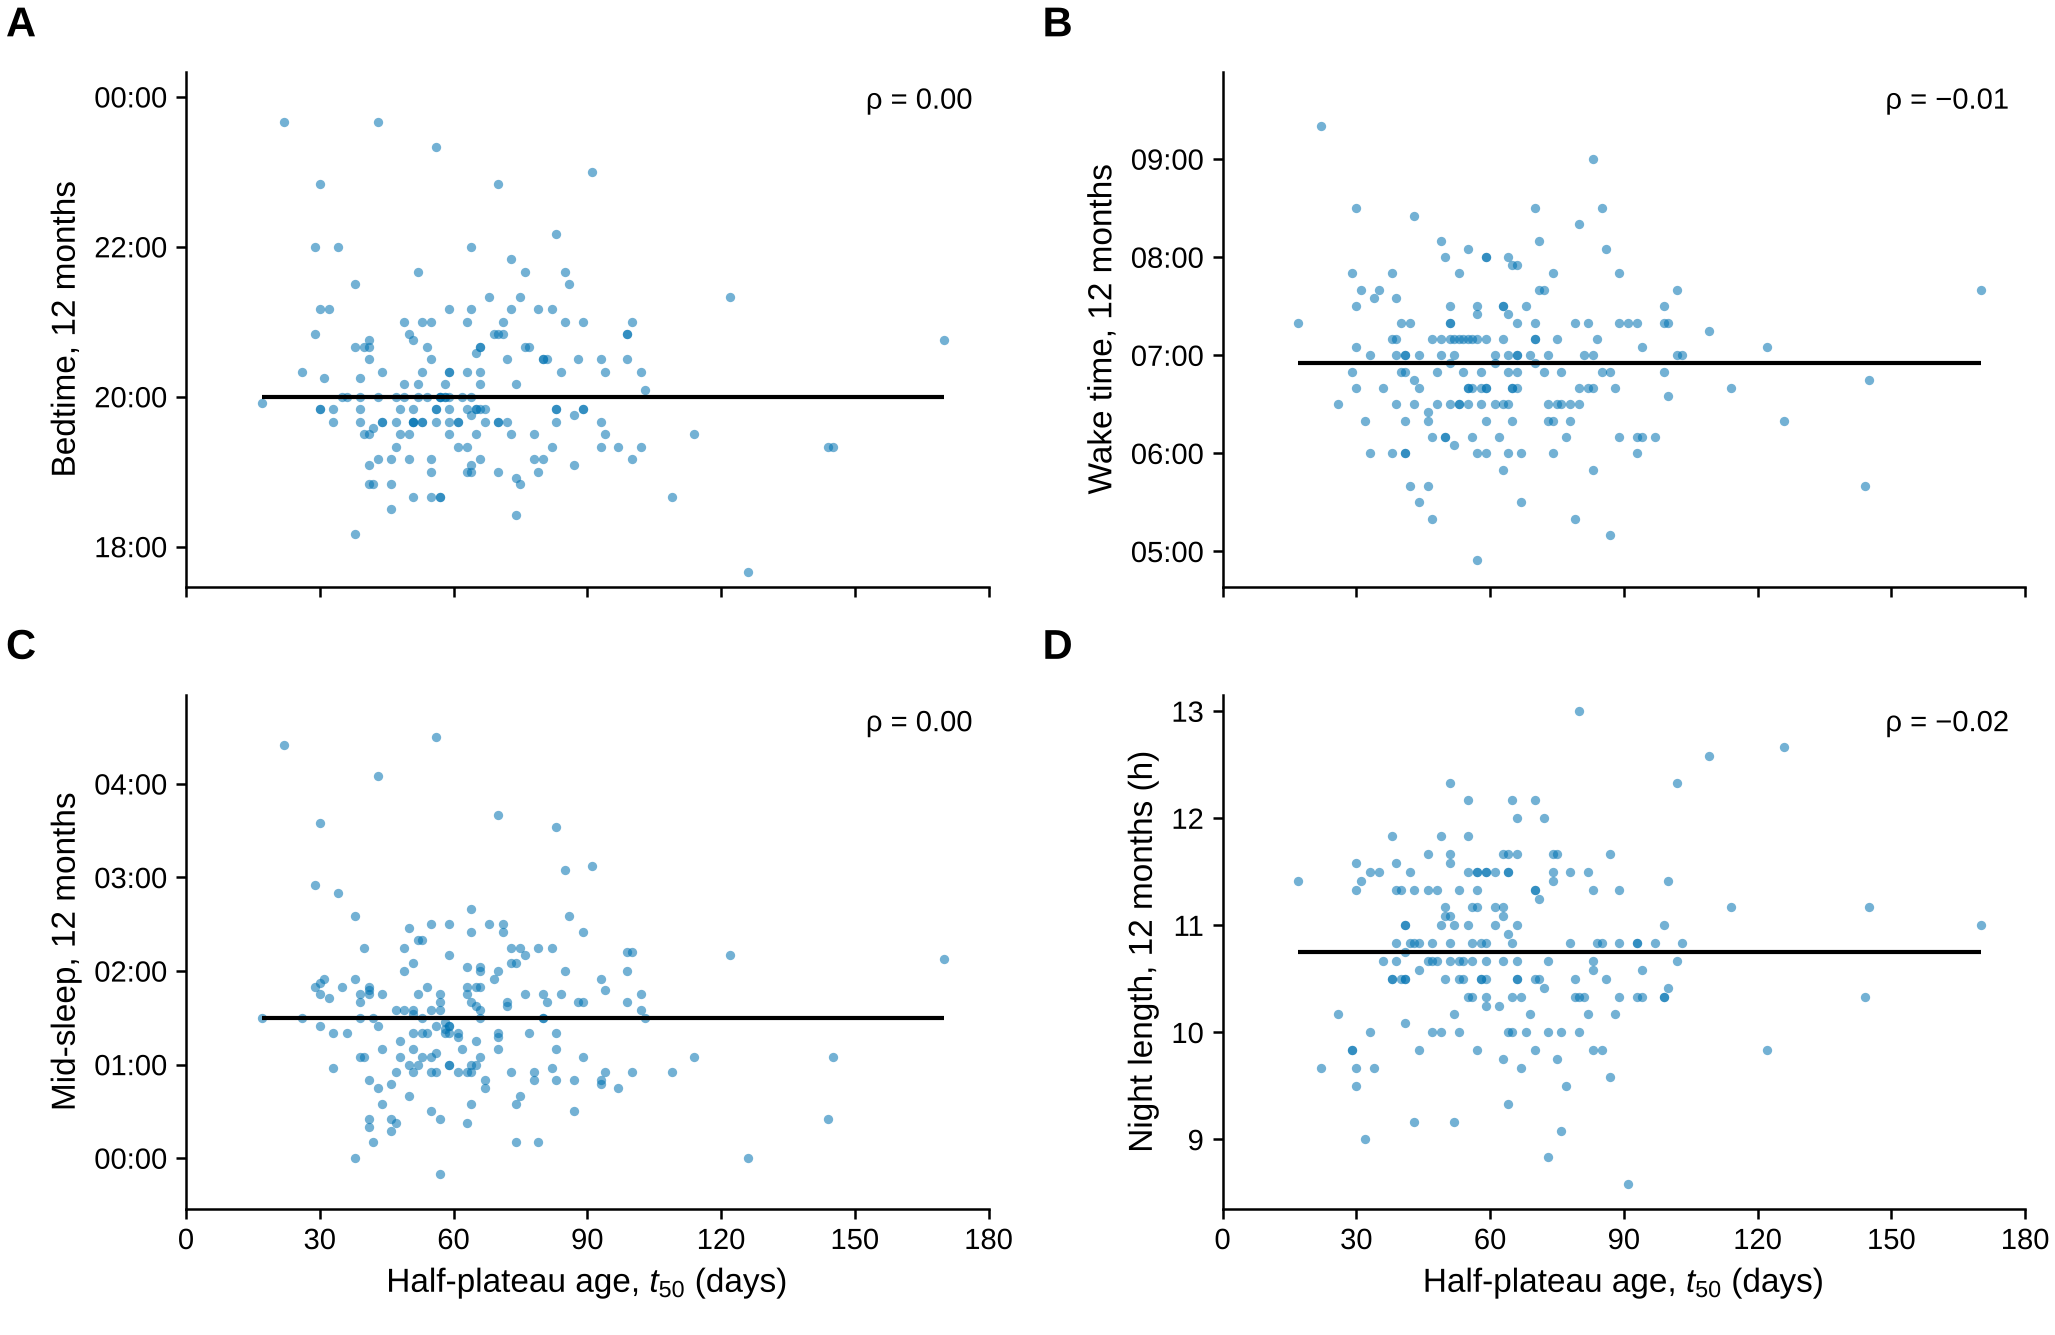 A
B
00:00
22:00
20:00
18:00
Bedtime, 12 months
ρ = 0.00
09:00
08:00
07:00
06:00
05:00
Wake time, 12 months
ρ = −0.01
C
D
04:00
03:00
02:00
01:00
00:00
Mid-sleep, 12 months
ρ = 0.00
0 30 60 90 120 150 180
Half-plateau age, t50 (days)
13
12
11
10
9
Night length, 12 months (h)
ρ = −0.02
0 30 60 90 120 150 180
Half-plateau age, t50 (days)